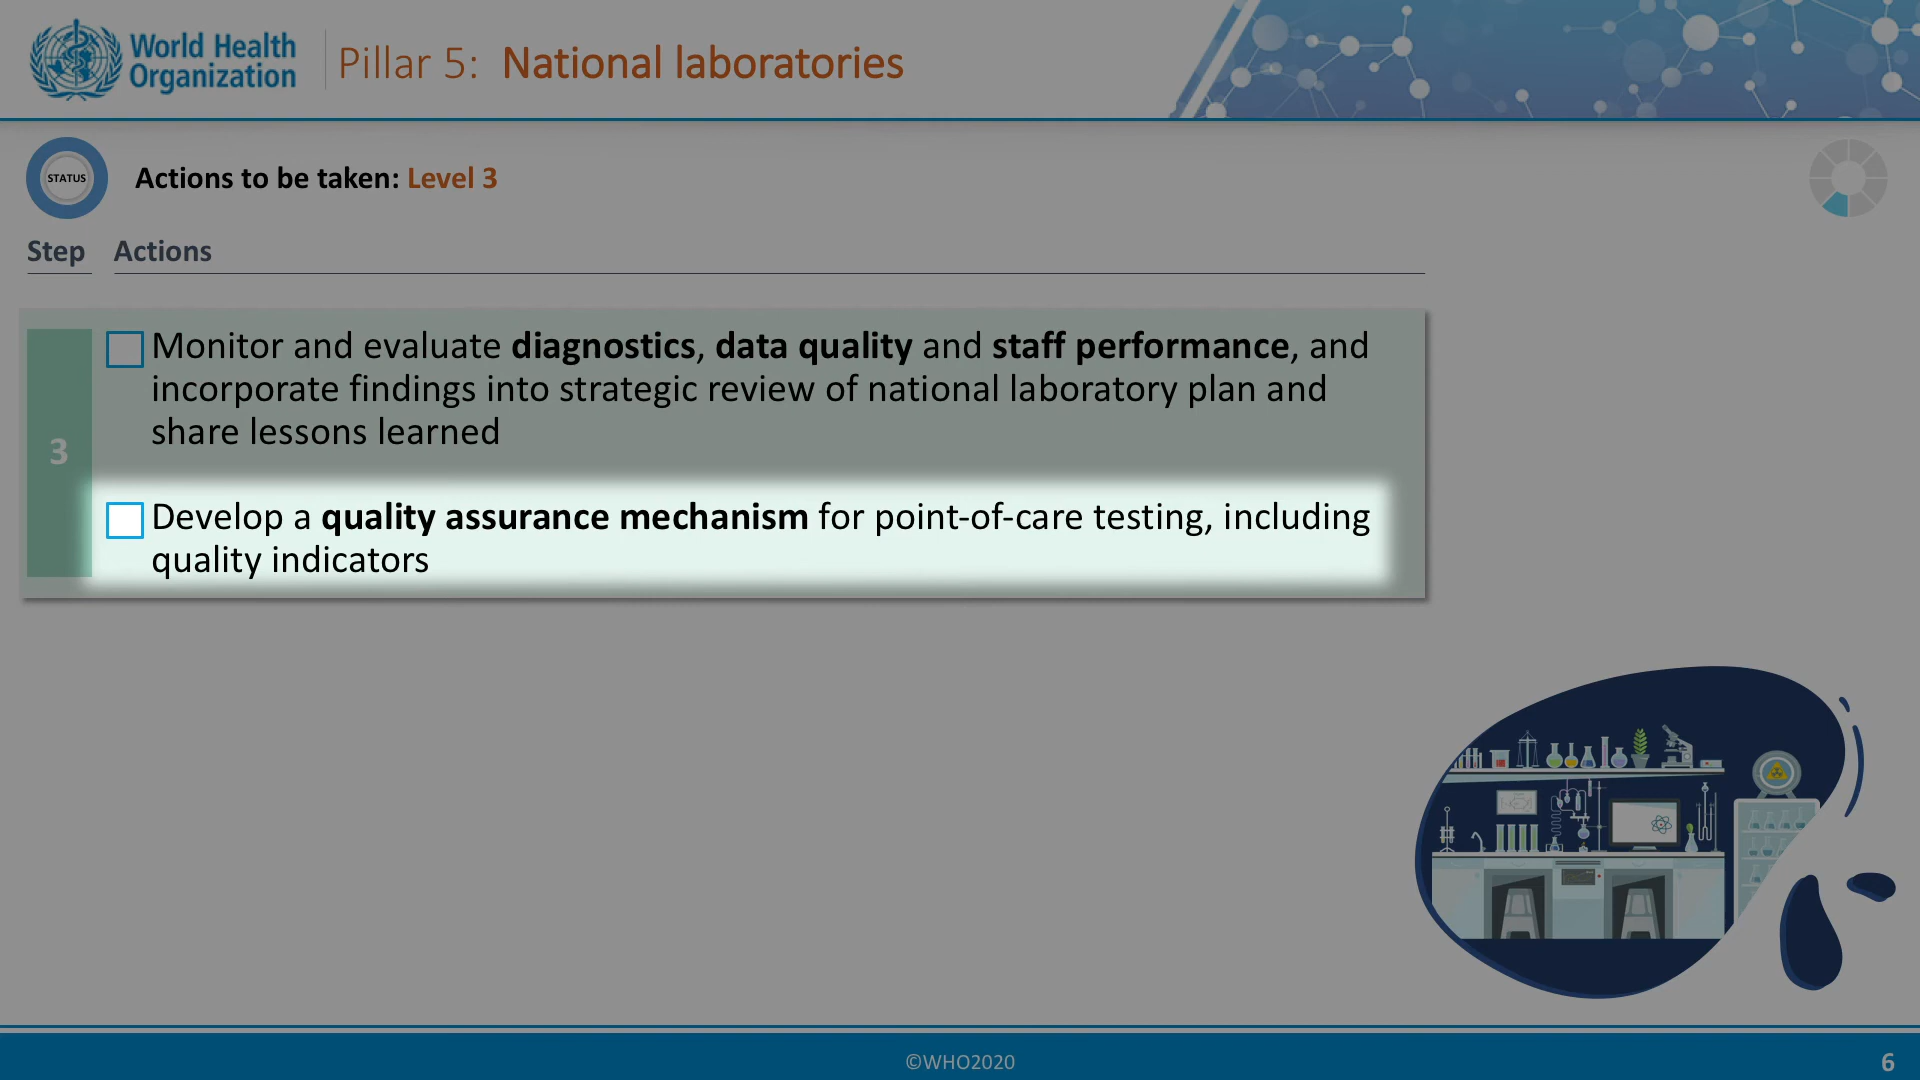 World Health
Organization
Pillar 5: National laboratories
STATUS
Actions to be taken: Level 3
Step Actions
3
Monitor and evaluate diagnostics, data quality and staff performance, and
incorporate findings into strategic review of national laboratory plan and
share lessons learned
Develop a quality assurance mechanism for point-of-care testing, including
quality indicators
©WHO2020
6